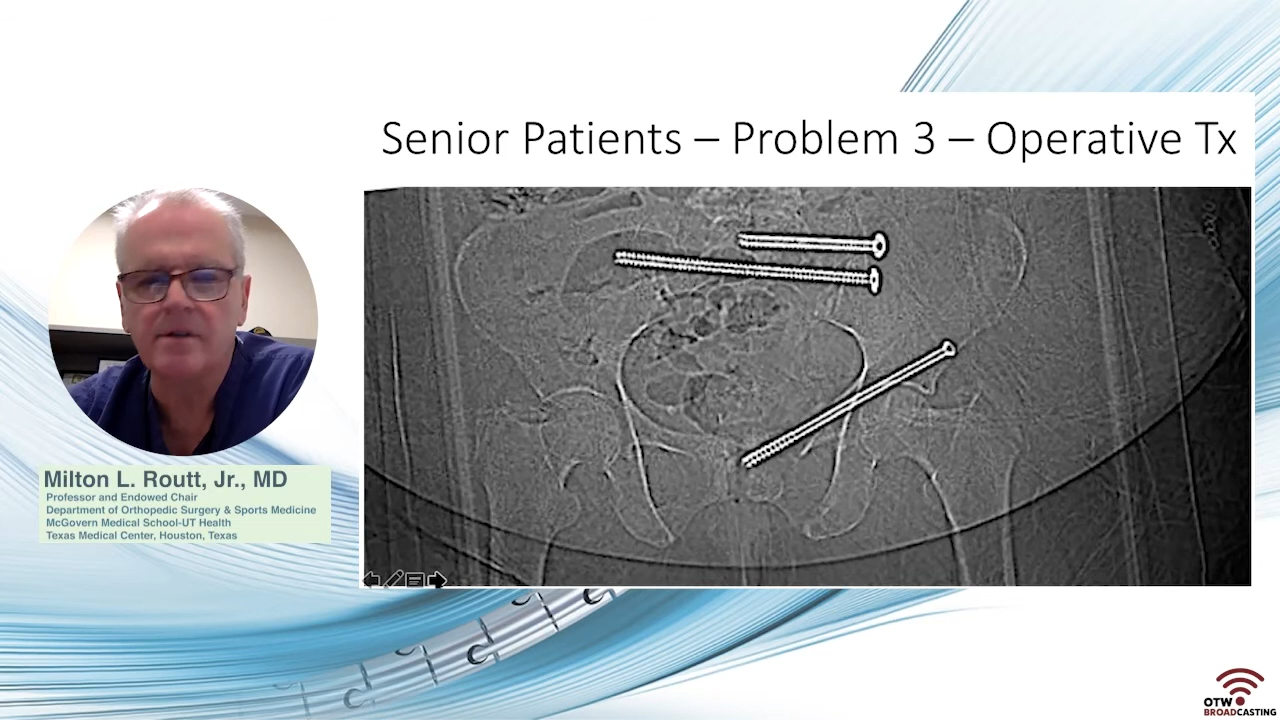 Senior Patients – Problem 3 – Operative Tx
Milton L. Routt, Jr., MD
Professor and Endowed Chair
Department of Orthopedic Surgery & Sports Medicine
McGovern Medical School-UT Health
Texas Medical Center, Houston, Texas
OTW
BROADCASTING